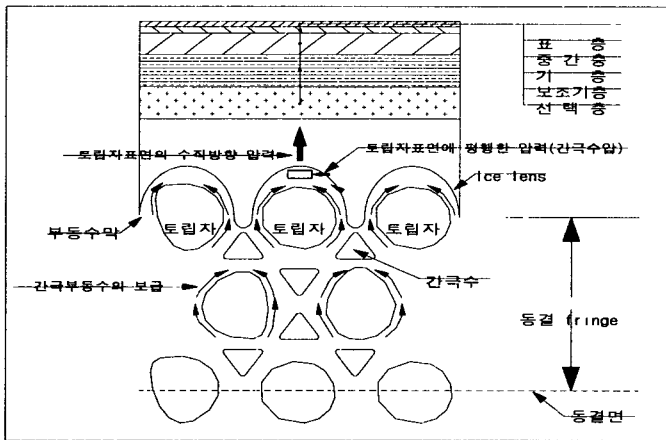 표 층
중 간 층
기 층
보조기층
선 택 층
토립자표면의 수직방향 압력
토립자표면에 평행한 압력(간극수압)
Ice lens
부동수막
토립자
토립자
토립자
간극부동수의 보급
간극수
동결 fringe
동결면